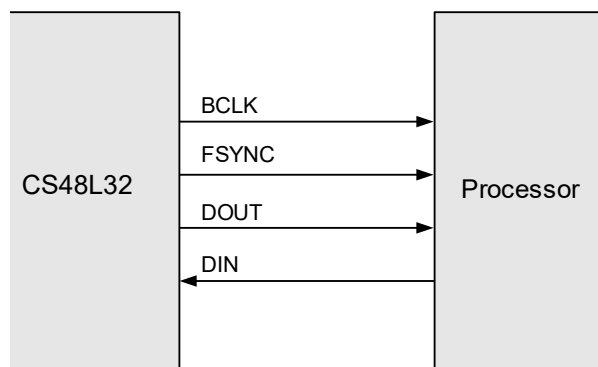 BCLK
FSYNC
CS48L32
Processor
DOUT
DIN